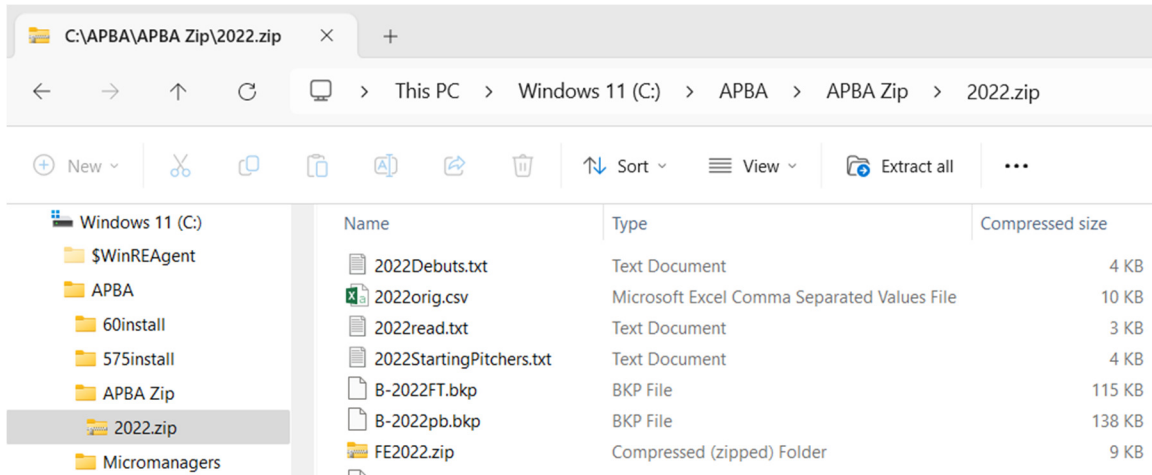 C:\APBA\APBA Zip\2022.zip
This PC > Windows 11 (C:) > APBA > APBA Zip > 2022.zip
New Sort View Extract all
Windows 11 (C:)
$WinREAgent
APBA
60install
575install
APBA Zip
2022.zip
Micromanagers
Name Type Compressed size
2022Debuts.txt Text Document 4 KB
2022orig.csv Microsoft Excel Comma Separated Values File 10 KB
2022read.txt Text Document 3 KB
2022StartingPitchers.txt Text Document 4 KB
B-2022FT.bkp BKP File 115 KB
B-2022pb.bkp BKP File 138 KB
FE2022.zip Compressed (zipped) Folder 9 KB